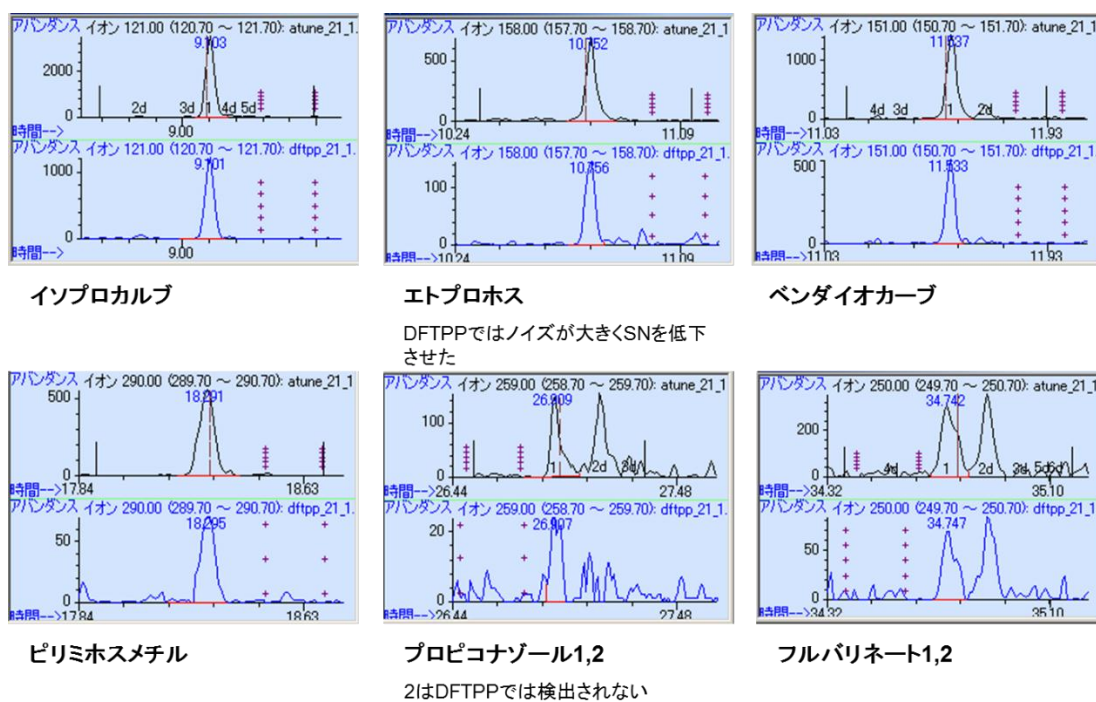 アバンダンス イオン 121.00 (120.70 ～ 121.70): atune_21_1
9.103
2000
2d 3d 1 4d 5d
0
時間--> 9.00
アバンダンス イオン 121.00 (120.70 ～ 121.70): dftpp_21_1.
9.101
1000
0
時間--> 9.00
イソプロカルブ
アバンダンス イオン 158.00 (157.70 ～ 158.70): atune_21_1
500
0
時間-->10.24 11.09
アバンダンス イオン 158.00 (157.70 ～ 158.70): dftpp_21_1.
10.756
100
0
時間-->10.24 11.09
エトプロホス
DFTPPではノイズが大きくSNを低下
させた
アバンダンス イオン 151.00 (150.70 ～ 151.70): atune_21_1
1000
4d 3d 1 2d
0
時間-->11.03 11.93
アバンダンス イオン 151.00 (150.70 ～ 151.70): dftpp_21_1.
500
11.533
0
時間-->11.03 11.93
ベンダイオカーブ
アバンダンス イオン 290.00 (289.70 ～ 290.70): atune_21_1
500
18.291
0
時間-->17.84 18.63
アバンダンス イオン 290.00 (289.70 ～ 290.70): dftpp_21_1.
18.295
50
0
時間-->17.84 18.63
ピリミホスメチル
アバンダンス イオン 259.00 (258.70 ～ 259.70): atune_21_1
26.909
100
1 2d 3d
0
時間-->26.44 27.48
アバンダンス イオン 259.00 (258.70 ～ 259.70): dftpp_21_1.
26.907
20
0
時間-->26.44 27.48
プロピコナゾール1,2
2はDFTPPでは検出されない
アバンダンス イオン 250.00 (249.70 ～ 250.70): atune_21_1
34.742
200
4d 1 2d 3d 5d 6d
0
時間-->34.32 35.10
アバンダンス イオン 250.00 (249.70 ～ 250.70): dftpp_21_1.
34.747
50
0
時間-->34.32 35.10
フルバリネート1,2